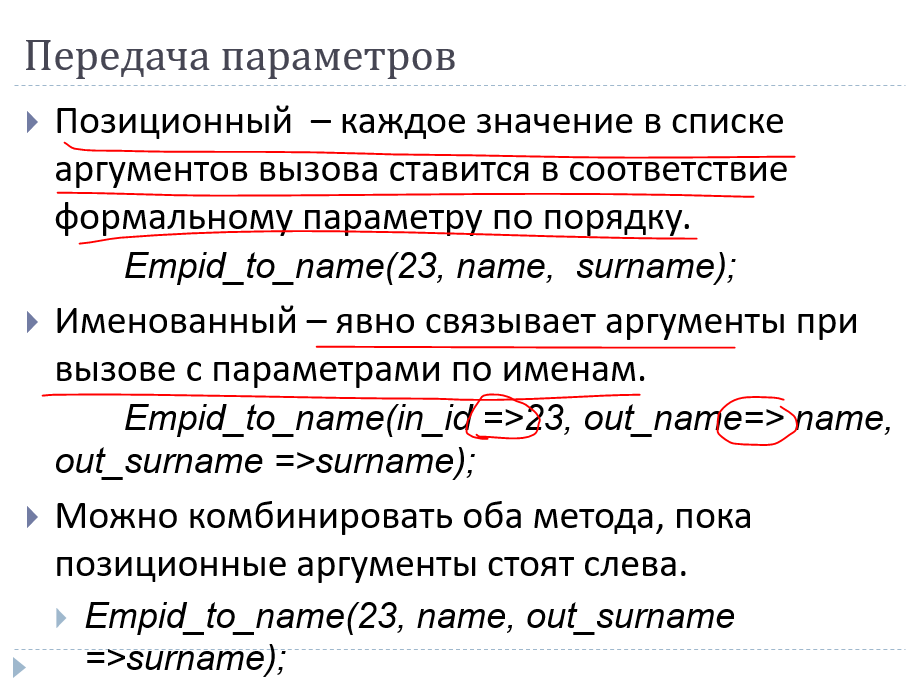 Передача параметров
Позиционный – каждое значение в списке
аргументов вызова ставится в соответствие
формальному параметру по порядку.
Empid_to_name(23, name, surname);
Именованный – явно связывает аргументы при
вызове с параметрами по именам.
Empid_to_name(in_id =>23, out_name=> name,
out_surname =>surname);
Можно комбинировать оба метода, пока
позиционные аргументы стоят слева.
Empid_to_name(23, name, out_surname
=>surname);